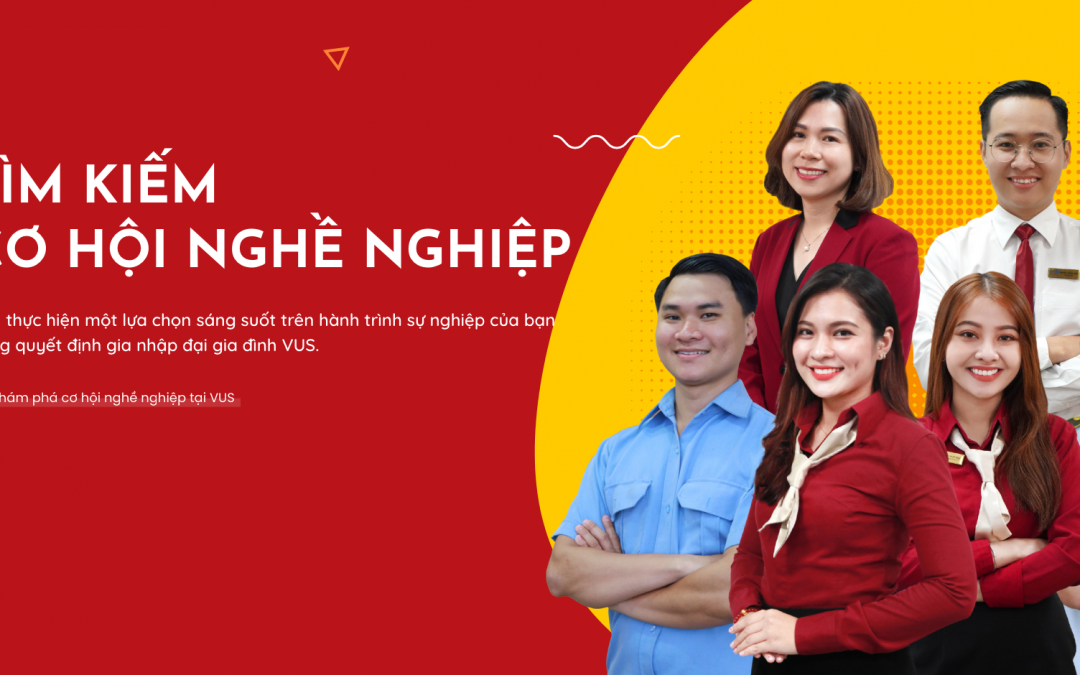 ÌM KIẾM
CƠ HỘI NGHỀ NGHIỆP
thực hiện một lựa chọn sáng suốt trên hành trình sự nghiệp của bạn
quyết định gia nhập đại gia đình VUS.
hám phá cơ hội nghề nghiệp tại VUS